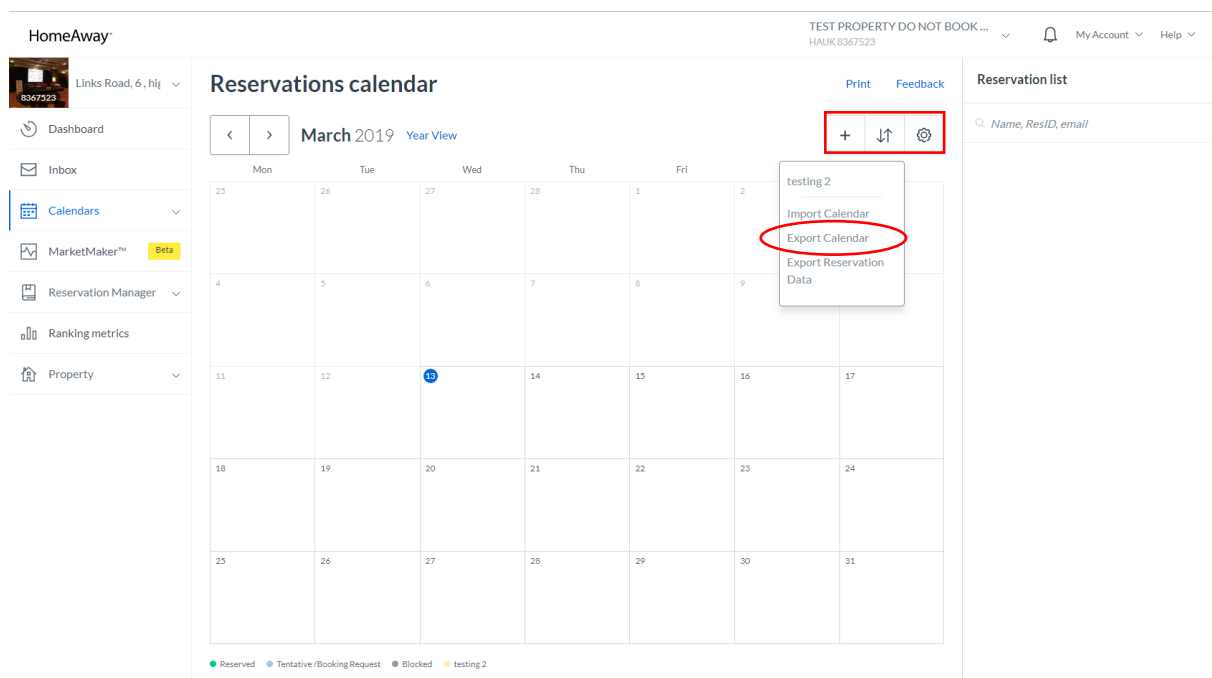 HomeAway
TEST PROPERTY DO NOT BOOK ...
HAUK 8367523
My Account
Help
8367523
Links Road, 6 , hig
Dashboard
Inbox
Calendars
MarketMaker™ Beta
Reservation Manager
Ranking metrics
Property
Reservations calendar
Print Feedback
March 2019 Year View
Mon Tue Wed Thu Fri
25 26 27 28 1 2
4 5 6 7 8 9
11 12 13 14 15 16 17
18 19 20 21 22 23 24
25 26 27 28 29 30 31
testing 2
Import Calendar
Export Calendar
Export Reservation
Data
Reserved Tentative /Booking Request Blocked testing 2
Reservation list
Name, ResID, email